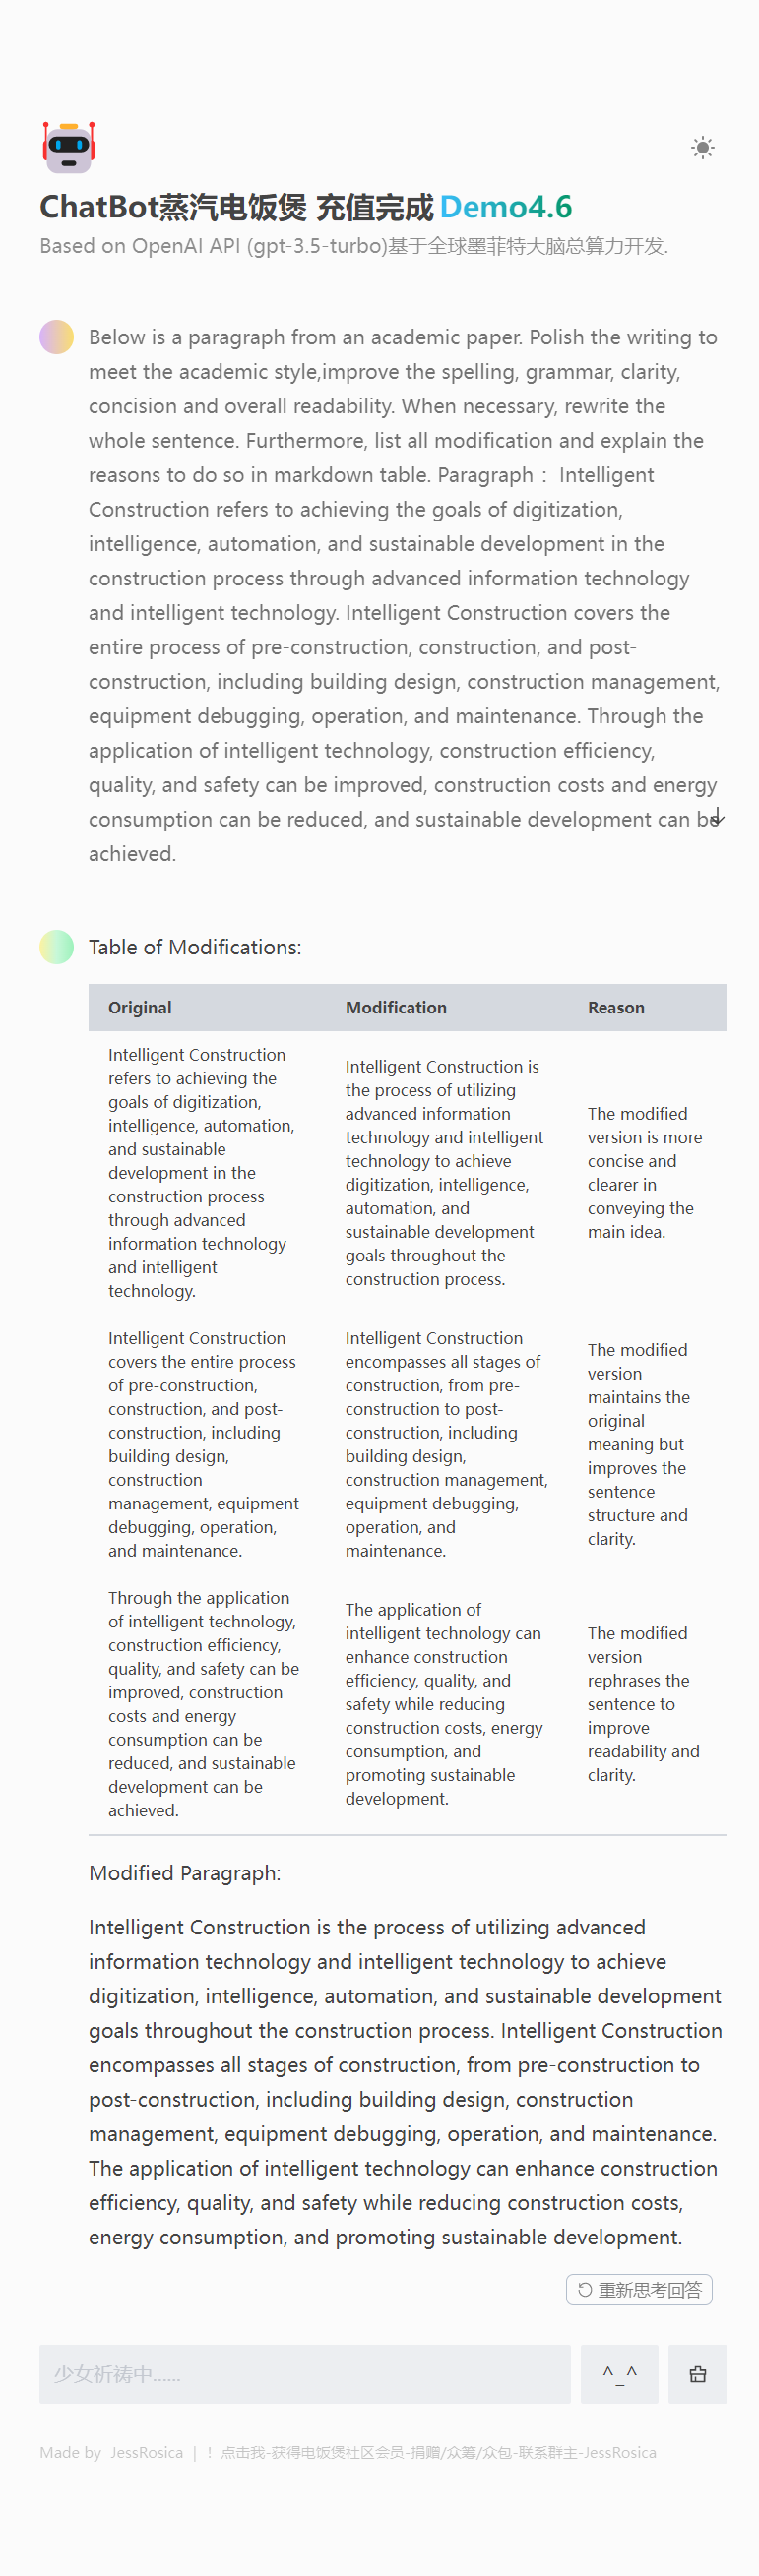 ChatBot蒸汽电饭煲 充值完成 Demo4.6
Based on OpenAI API (gpt-3.5-turbo)基于全球墨菲特大脑总算力开发.
Below is a paragraph from an academic paper. Polish the writing to
meet the academic style,improve the spelling, grammar, clarity,
concision and overall readability. When necessary, rewrite the
whole sentence. Furthermore, list all modification and explain the
reasons to do so in markdown table. Paragraph： Intelligent
Construction refers to achieving the goals of digitization,
intelligence, automation, and sustainable development in the
construction process through advanced information technology
and intelligent technology. Intelligent Construction covers the
entire process of pre-construction, construction, and post-
construction, including building design, construction management,
equipment debugging, operation, and maintenance. Through the
application of intelligent technology, construction efficiency,
quality, and safety can be improved, construction costs and energy
consumption can be reduced, and sustainable development can be
achieved.
Table of Modifications:
Original Modification Reason
Intelligent Construction
refers to achieving the
goals of digitization,
intelligence, automation,
and sustainable
development in the
construction process
through advanced
information technology
and intelligent
technology.
Intelligent Construction is
the process of utilizing
advanced information
technology and intelligent
technology to achieve
digitization, intelligence,
automation, and
sustainable development
goals throughout the
construction process.
The modified
version is more
concise and
clearer in
conveying the
main idea.
Intelligent Construction
covers the entire process
of pre-construction,
construction, and post-
construction, including
building design,
construction
management, equipment
debugging, operation,
and maintenance.
Intelligent Construction
encompasses all stages of
construction, from pre-
construction to post-
construction, including
building design,
construction management,
equipment debugging,
operation, and
maintenance.
The modified
version
maintains the
original
meaning but
improves the
sentence
structure and
clarity.
Through the application
of intelligent technology,
construction efficiency,
quality, and safety can be
improved, construction
costs and energy
consumption can be
reduced, and sustainable
development can be
achieved.
The application of
intelligent technology can
enhance construction
efficiency, quality, and
safety while reducing
construction costs, energy
consumption, and
promoting sustainable
development.
The modified
version
rephrases the
sentence to
improve
readability and
clarity.
Modified Paragraph:
Intelligent Construction is the process of utilizing advanced
information technology and intelligent technology to achieve
digitization, intelligence, automation, and sustainable development
goals throughout the construction process. Intelligent Construction
encompasses all stages of construction, from pre-construction to
post-construction, including building design, construction
management, equipment debugging, operation, and maintenance.
The application of intelligent technology can enhance construction
efficiency, quality, and safety while reducing construction costs,
energy consumption, and promoting sustainable development.
重新思考回答
少女祈祷中...... ^_^
Made by JessRosica | ！点击我-获得电饭煲社区会员-捐赠/众筹/众包-联系群主-JessRosica